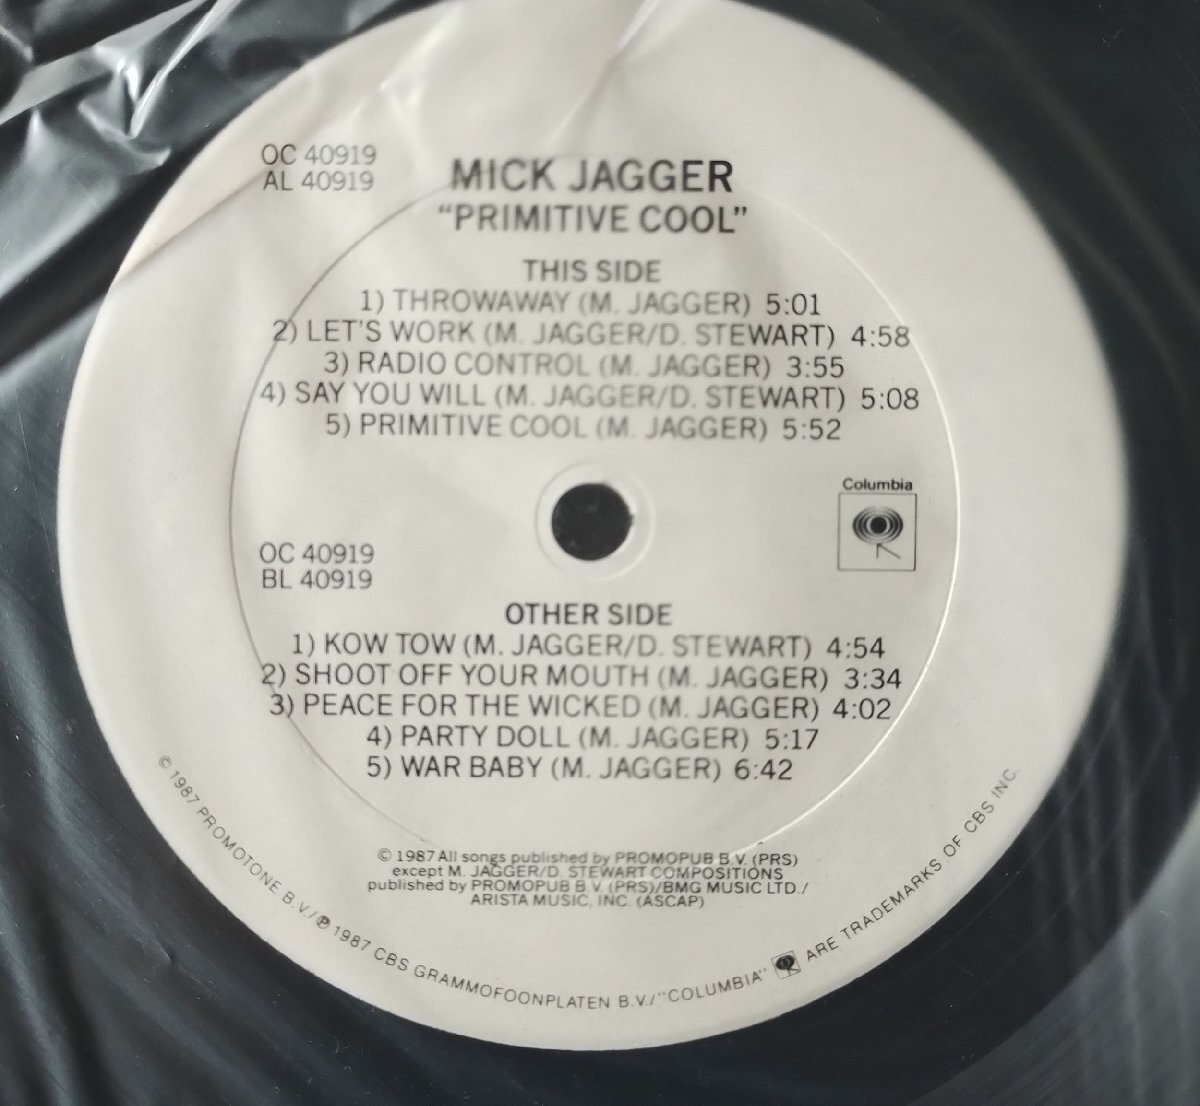 OC 40919
AL 40919
MICK JAGGER
“PRIMITIVE COOL”
THIS SIDE
1) THROWAWAY (M. JAGGER) 5:01
2) LET'S WORK (M. JAGGER/D. STEWART) 4:58
3) RADIO CONTROL (M. JAGGER) 3:55
4) SAY YOU WILL (M. JAGGER/D. STEWART) 5:08
5) PRIMITIVE COOL (M. JAGGER) 5:52
Columbia
OC 40919
BL 40919
OTHER SIDE
1) KOW TOW (M. JAGGER/D. STEWART) 4:54
2) SHOOT OFF YOUR MOUTH (M. JAGGER) 3:34
3) PEACE FOR THE WICKED (M. JAGGER) 4:02
4) PARTY DOLL (M. JAGGER) 5:17
5) WAR BABY (M. JAGGER) 6:42
© 1987 All songs published by PROMOPUB B.V. (PRS)
except M. JAGGER/D. STEWART COMPOSITIONS
published by PROMOPUB B.V. (PRS)/BMG MUSIC LTD./
ARISTA MUSIC, INC. (ASCAP)
© 1987 PROMOTONE B.V./℗ 1987 CBS GRAMMOFOONPLATEN B.V./"COLUMBIA" ARE TRADEMARKS OF CBS INC.